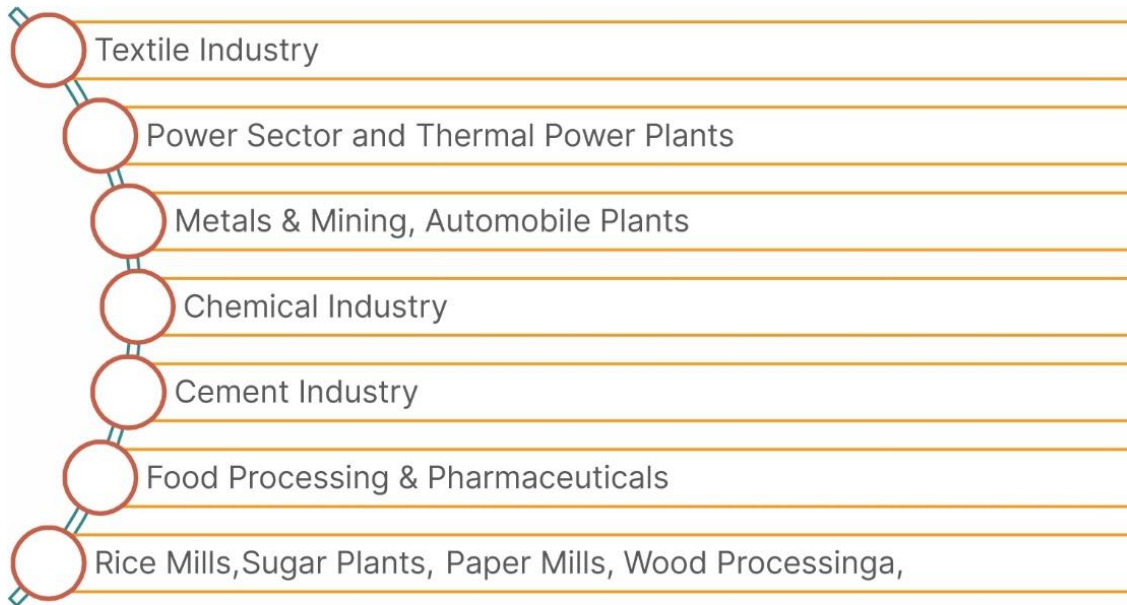 Textile Industry
Power Sector and Thermal Power Plants
Metals & Mining, Automobile Plants
Chemical Industry
Cement Industry
Food Processing & Pharmaceuticals
Rice Mills,Sugar Plants, Paper Mills, Wood Processinga,